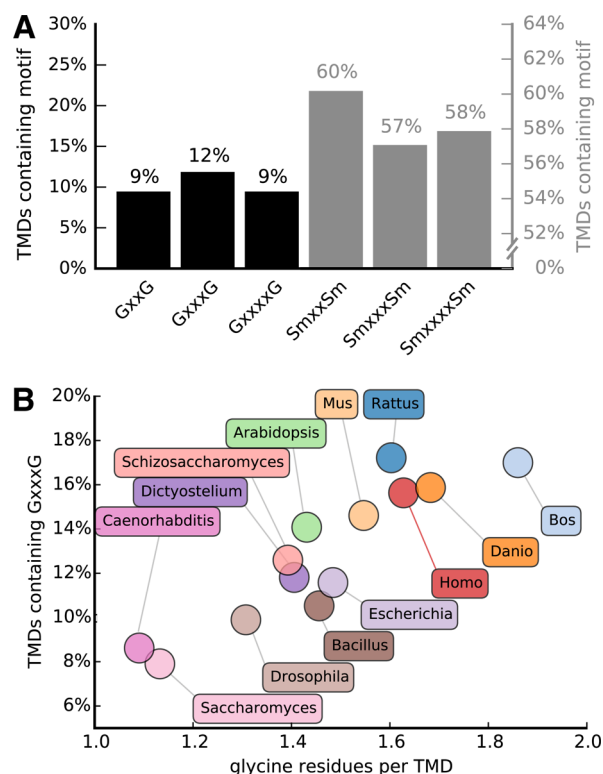 A
TMDs containing motif
30%
25%
20%
15%
10%
5%
0%
9%
12%
9%
60%
57%
58%
64%
62%
60%
58%
56%
54%
52%
0%
TMDs containing motif
GxxG
GxxxG
GxxxxG
SmxxSm
SmxxxSm
SmxxxxSm
B
TMDs containing GxxxG
20%
18%
16%
14%
12%
10%
8%
6%
Mus
Rattus
Arabidopsis
Schizosaccharomyces
Dictyostelium
Caenorhabditis
Bos
Danio
Homo
Escherichia
Bacillus
Drosophila
Saccharomyces
1.0
1.2
1.4
1.6
1.8
2.0
glycine residues per TMD